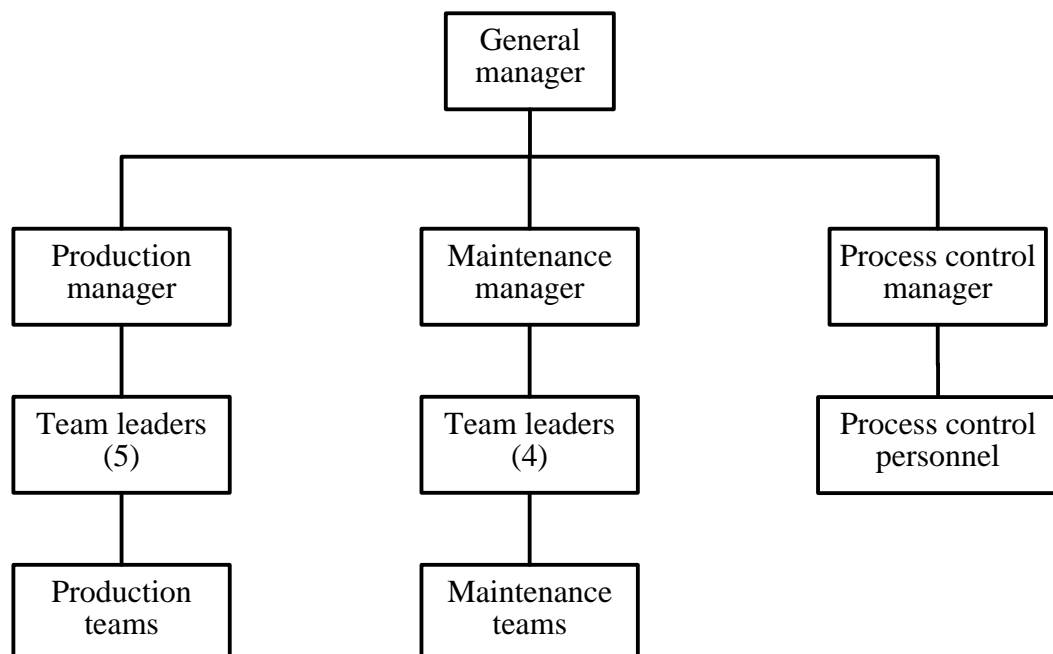 General
manager
Production
manager
Maintenance
manager
Process control
manager
Team leaders
(5)
Team leaders
(4)
Process control
personnel
Production
teams
Maintenance
teams